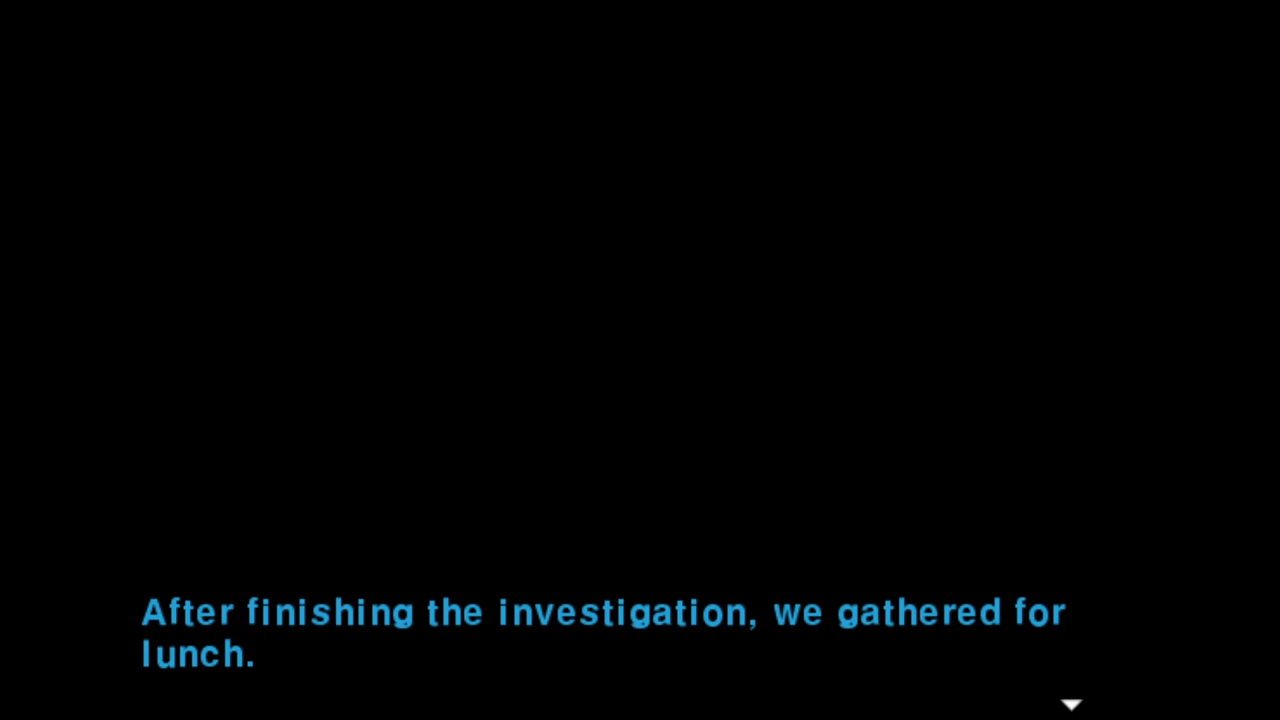 After finishing the investigation, we gathered for
lunch.